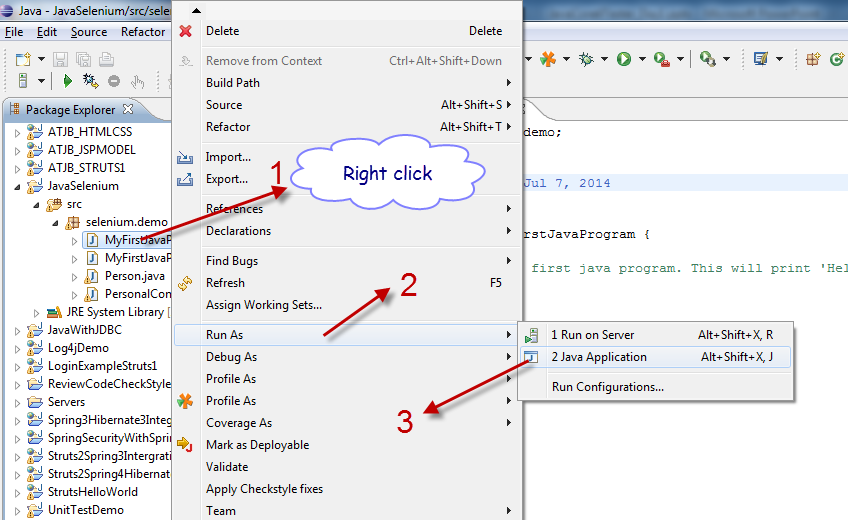 Java - JavaSelenium/src/sele
File Edit Source Refactor
Package Explorer
ATJB_HTMLCSS
ATJB_JSPMODEL
ATJB_STRUTS1
JavaSelenium
src
selenium.demo
MyFirstJavaP
MyFirstJavaP
Person.java
PersonalCon
JRE System Library [
JavaWithJDBC
Log4jDemo
LoginExampleStruts1
ReviewCodeCheckStyle
Servers
Spring3Hibernate3Integ
SpringSecurityWithSprin
Struts2Spring3Intergrati
Struts2Spring4Hibernate
StrutsHelloWorld
UnitTestDemo
Delete Delete
Remove from Context Ctrl+Alt+Shift+Down
Build Path
Source Alt+Shift+S
Refactor Alt+Shift+T
Import...
Export...
References
Declarations
Find Bugs
Refresh F5
Assign Working Sets...
Run As
Debug As
Profile As
Profile As
Coverage As
Mark as Deployable
Validate
Apply Checkstyle fixes
Team
1 Run on Server Alt+Shift+X, R
2 Java Application Alt+Shift+X, J
Run Configurations...
demo;
Jul 7, 2014
rstJavaProgram {
first java program. This will print 'Hel
1
Right click
2
3